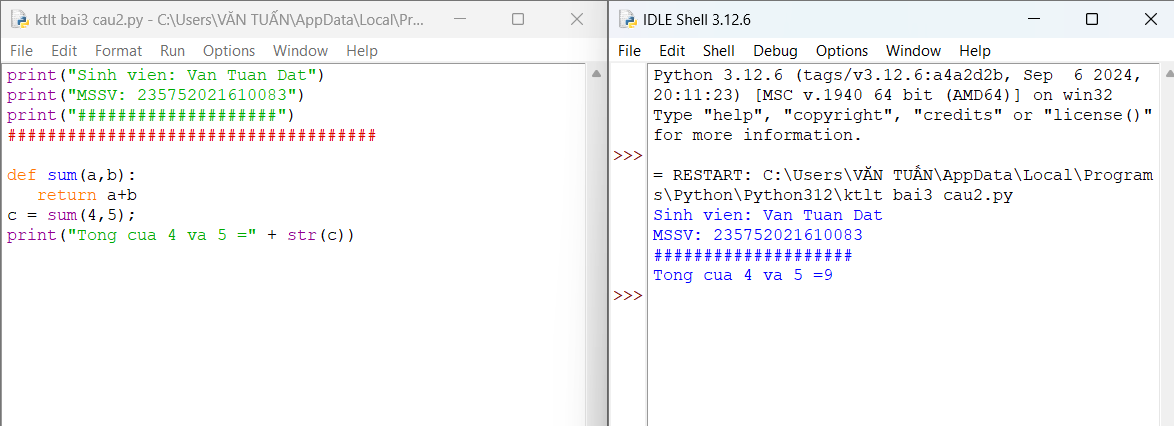 ktlt bai3 cau2.py - C:\Users\VĂN TUẤN\AppData\Local\Pr...
File Edit Format Run Options Window Help
print("Sinh vien: Van Tuan Dat")
print("MSSV: 235752021610083")
print("####################")
#####################################
def sum(a,b):
   return a+b
c = sum(4,5);
print("Tong cua 4 va 5 =" + str(c))
IDLE Shell 3.12.6
File Edit Shell Debug Options Window Help
Python 3.12.6 (tags/v3.12.6:a4a2d2b, Sep  6 2024,
20:11:23) [MSC v.1940 64 bit (AMD64)] on win32
Type "help", "copyright", "credits" or "license()"
for more information.
>>>
= RESTART: C:\Users\VĂN TUẤN\AppData\Local\Program
s\Python\Python312\ktlt bai3 cau2.py
Sinh vien: Van Tuan Dat
MSSV: 235752021610083
####################
Tong cua 4 va 5 =9
>>>